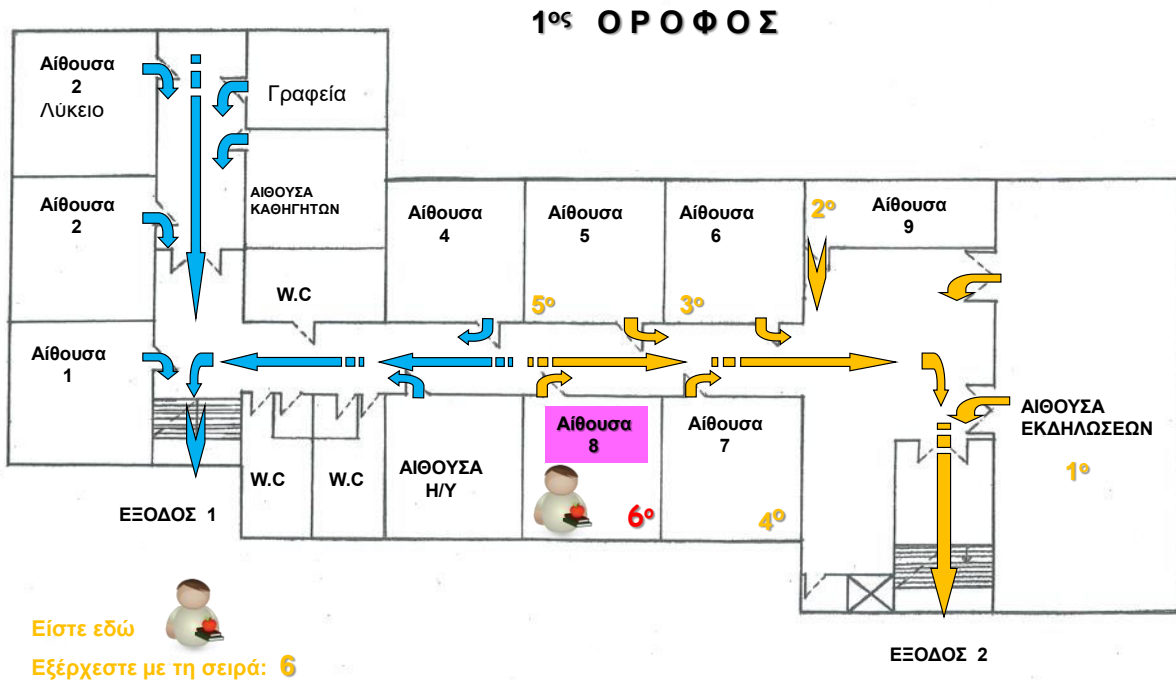 1ος ΟΡΟΦΟΣ
Αίθουσα
2
Λύκειο
Γραφεία
Αίθουσα
2
ΑΙΘΟΥΣΑ
ΚΑΘΗΓΗΤΩΝ
Αίθουσα
4
Αίθουσα
5
Αίθουσα
6
2ο
Αίθουσα
9
W.C
5ο
3ο
Αίθουσα
1
Αίθουσα
8
Αίθουσα
7
ΑΙΘΟΥΣΑ
ΕΚΔΗΛΩΣΕΩΝ
1ο
W.C
W.C
ΑΙΘΟΥΣΑ
Η/Υ
6ο
4ο
ΕΞΟΔΟΣ 1
Είστε εδώ
Εξέρχεστε με τη σειρά: 6
ΕΞΟΔΟΣ 2